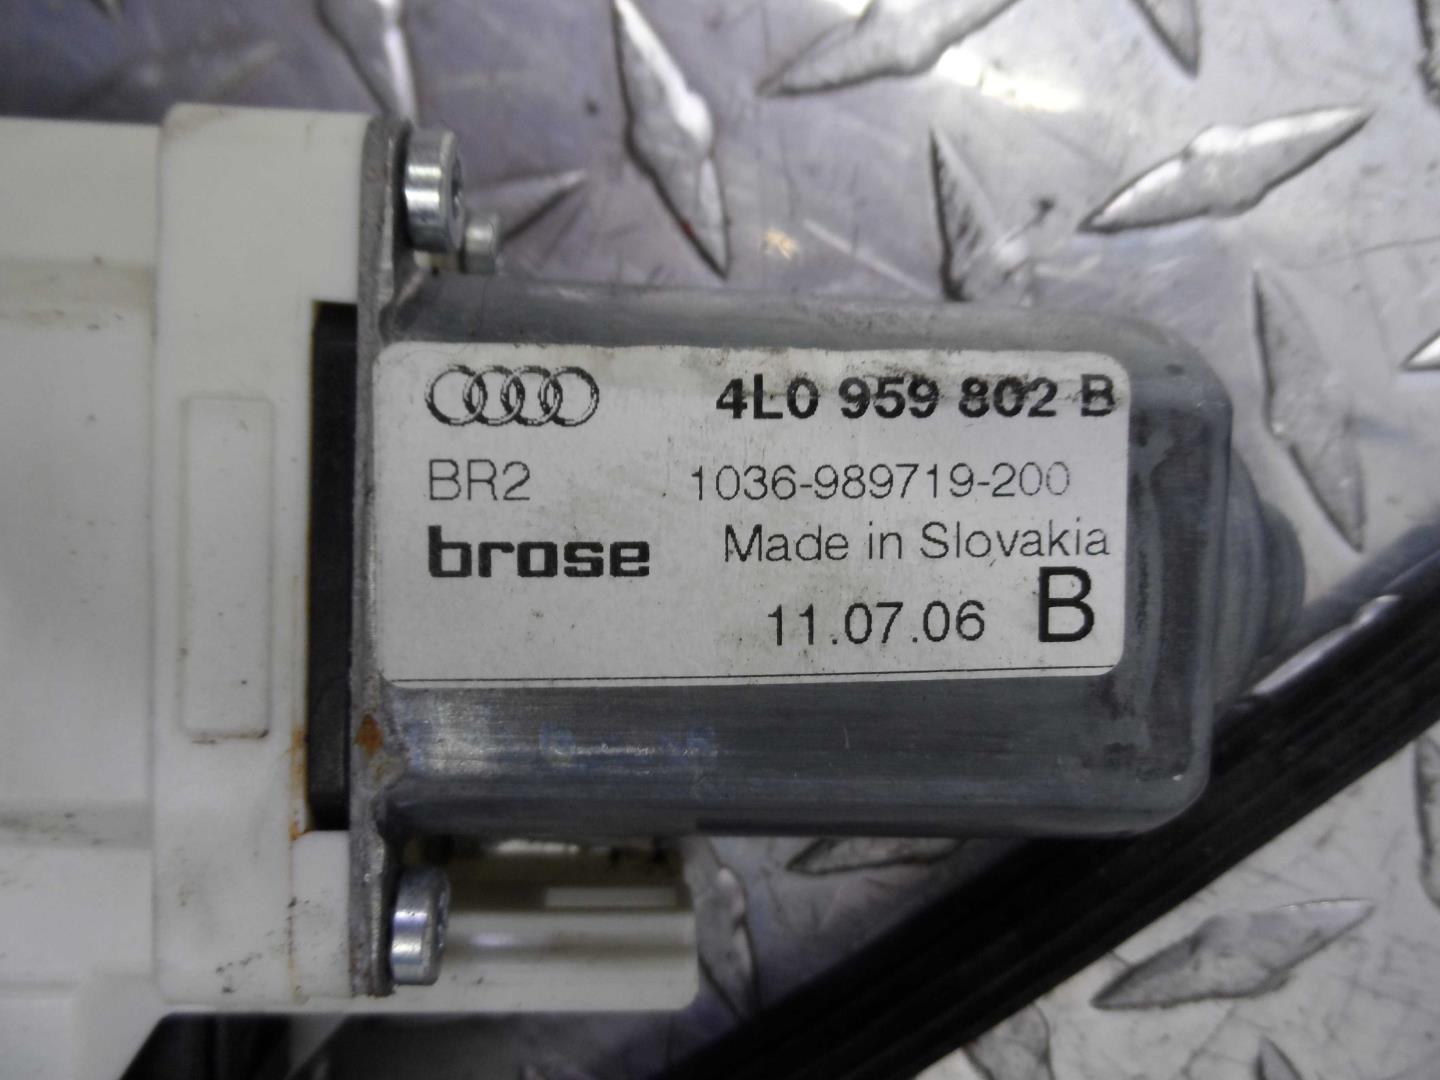 4L0 959 802 B
BR2 1036-989719-200
brose Made in Slovakia
11.07.06 B